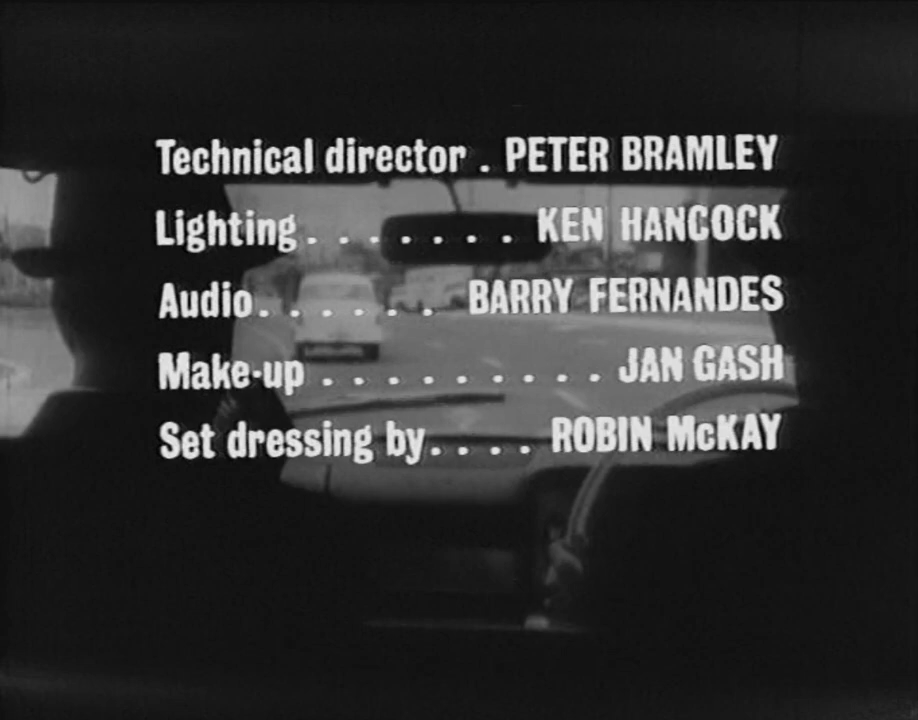 Technical director . PETER BRAMLEY
Lighting . . . . . . . KEN HANCOCK
Audio . . . . . . BARRY FERNANDES
Make-up . . . . . . . . . . JAN GASH
Set dressing by . . . . ROBIN McKAY